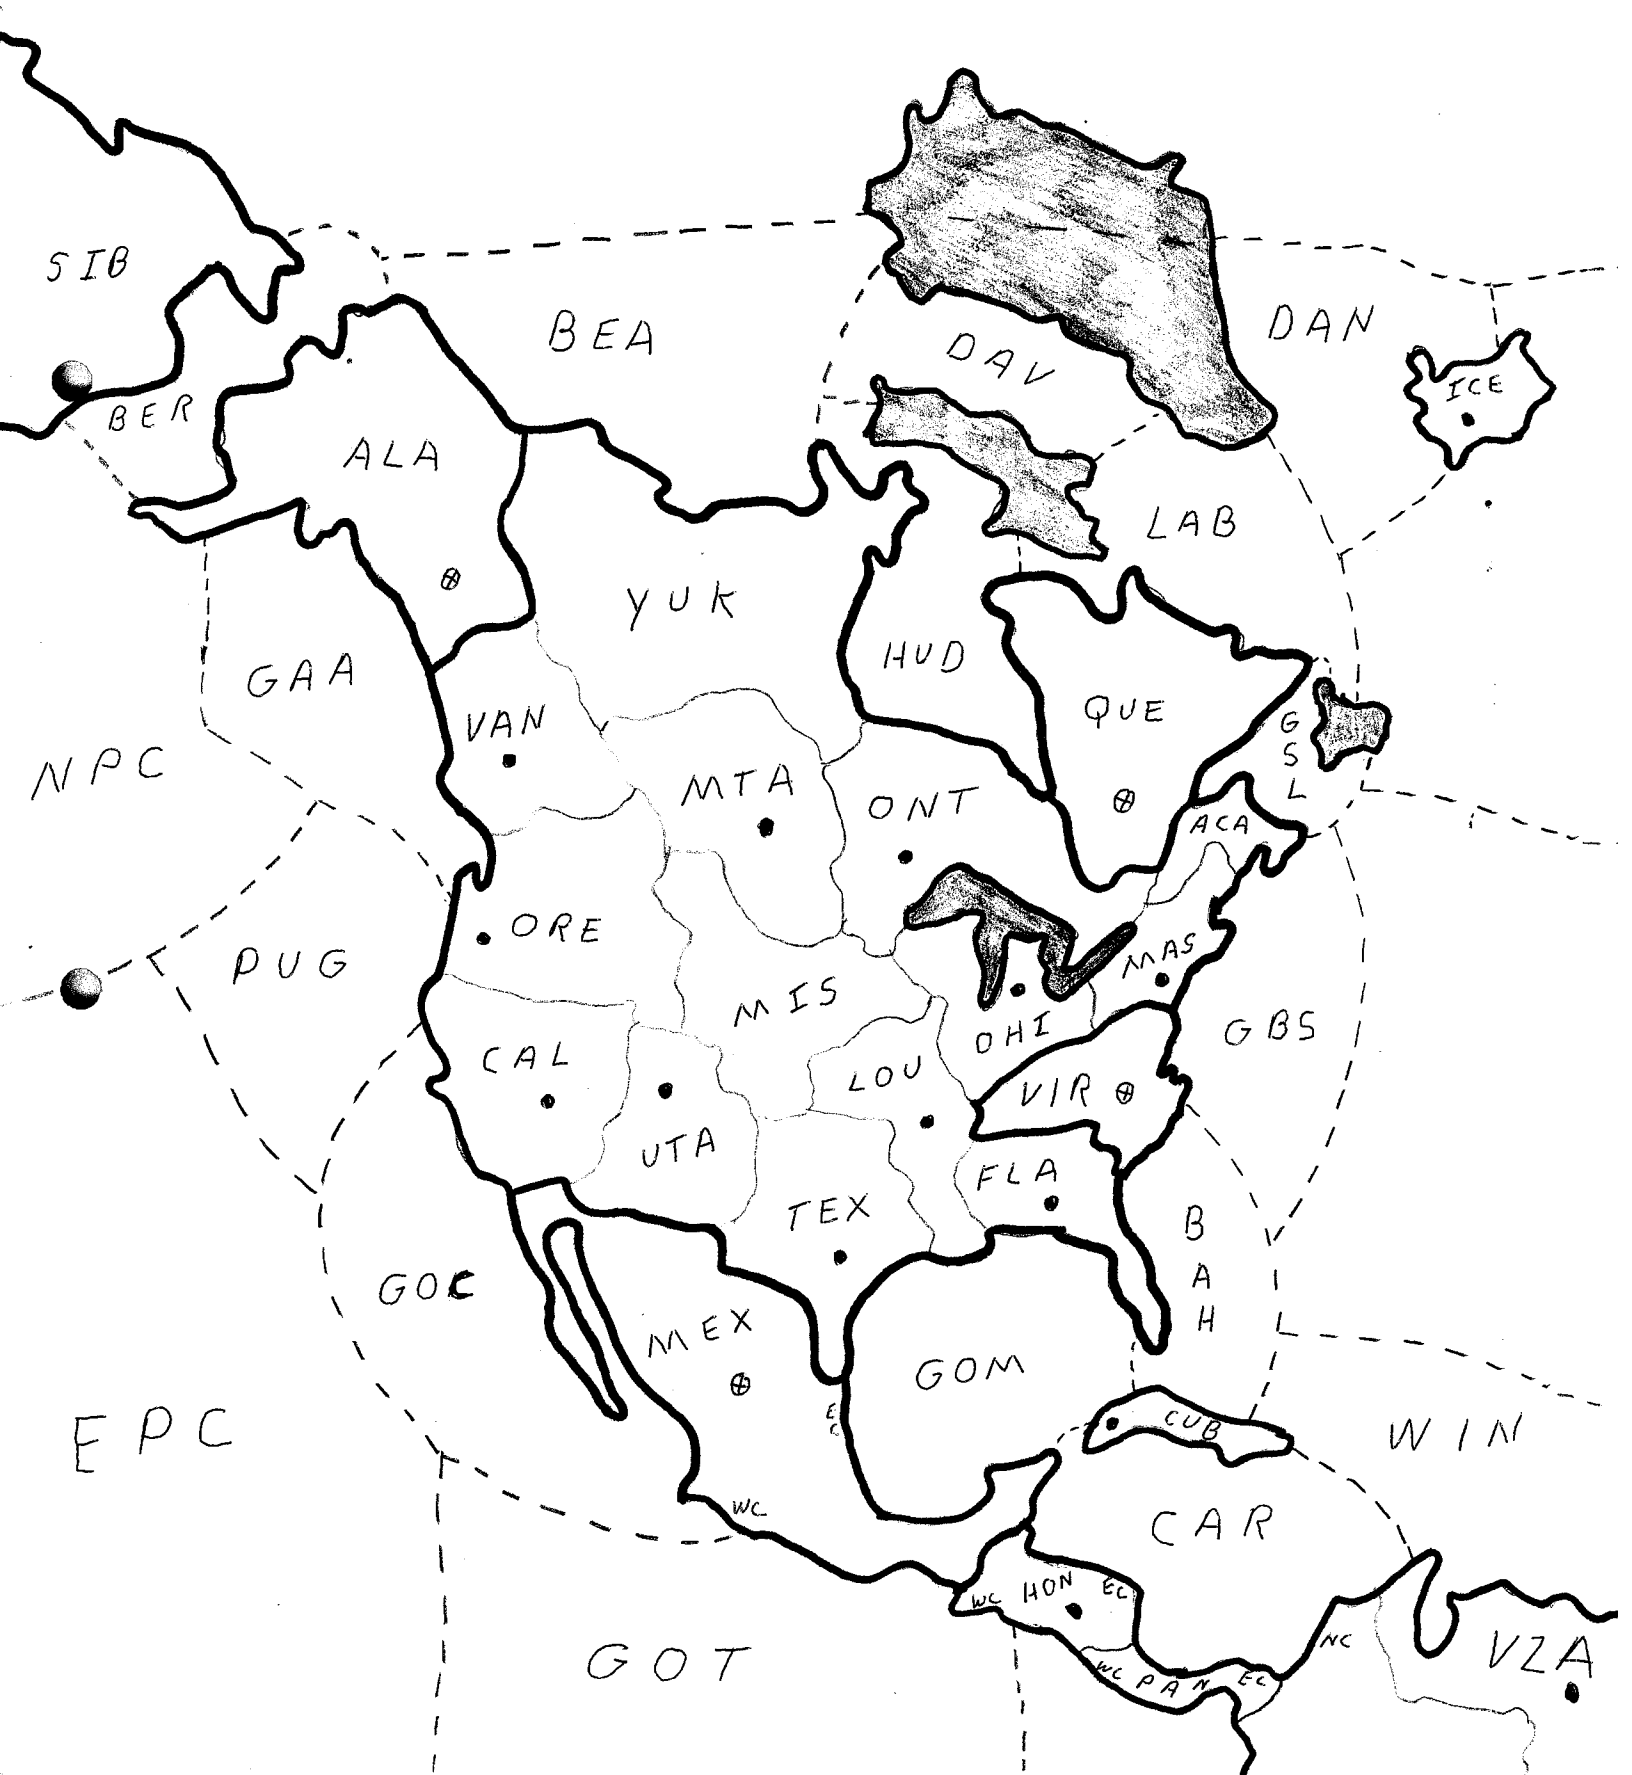 SIB
BEA
DAN
DAV
ICE
BER
ALA
LAB
YUK
HUD
GAA
QUE
VAN
GSL
NPC
MTA
ONT
ACA
ORE
MAS
PUG
MIS
OHI
GBS
CAL
LOU
VIR
UTA
FLA
TEX
BAH
GOC
MEX
GOM
EC
CUB
EPC
WIN
WC
CAR
WC HON EC
NC
VZA
GOT
WC PAN EC